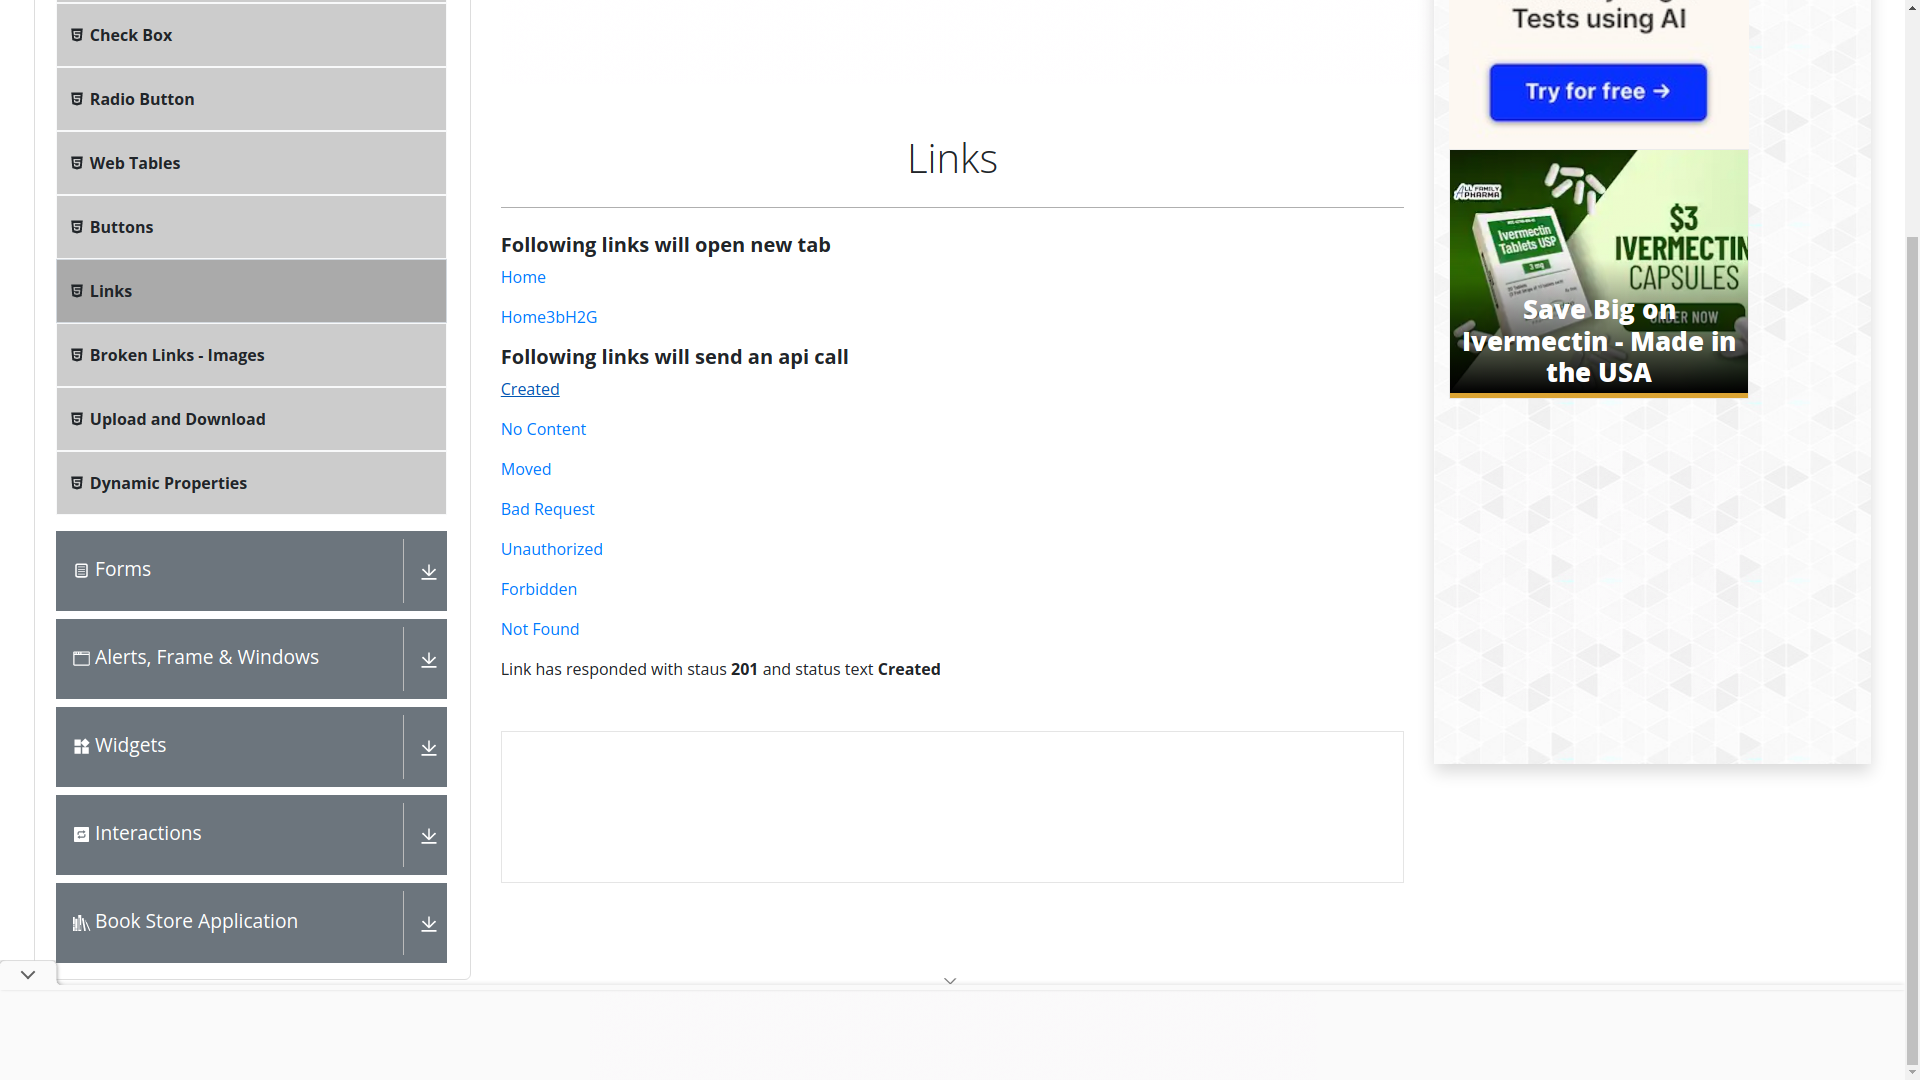 Check Box
Radio Button
Web Tables
Buttons
Links
Broken Links - Images
Upload and Download
Dynamic Properties
Forms
Alerts, Frame & Windows
Widgets
Interactions
Book Store Application
Links
Following links will open new tab
Home
Home3bH2G
Following links will send an api call
Created
No Content
Moved
Bad Request
Unauthorized
Forbidden
Not Found
Link has responded with staus 201 and status text Created
Tests using AI
Try for free →
ALL FAMILY
PHARMA
Ivermectin
Tablets USP
3 mg
$3
IVERMECTIN
CAPSULES
ORDER NOW
Save Big on
Ivermectin - Made in
the USA